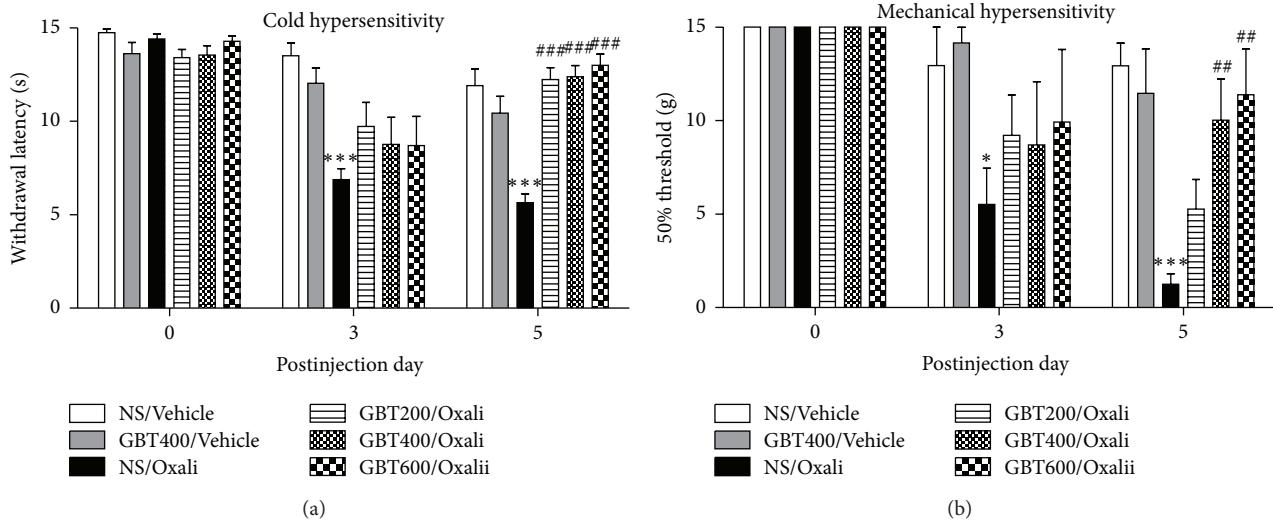 Cold hypersensitivity
15
10
5
0
Withdrawal latency (s)
***
***
###
###
###
0 3 5
Postinjection day
NS/Vehicle
GBT400/Vehicle
NS/Oxali
GBT200/Oxali
GBT400/Oxali
GBT600/Oxalii
(a)
Mechanical hypersensitivity
15
10
5
0
50% threshold (g)
*
***
##
##
0 3 5
Postinjection day
NS/Vehicle
GBT400/Vehicle
NS/Oxali
GBT200/Oxali
GBT400/Oxali
GBT600/Oxalii
(b)